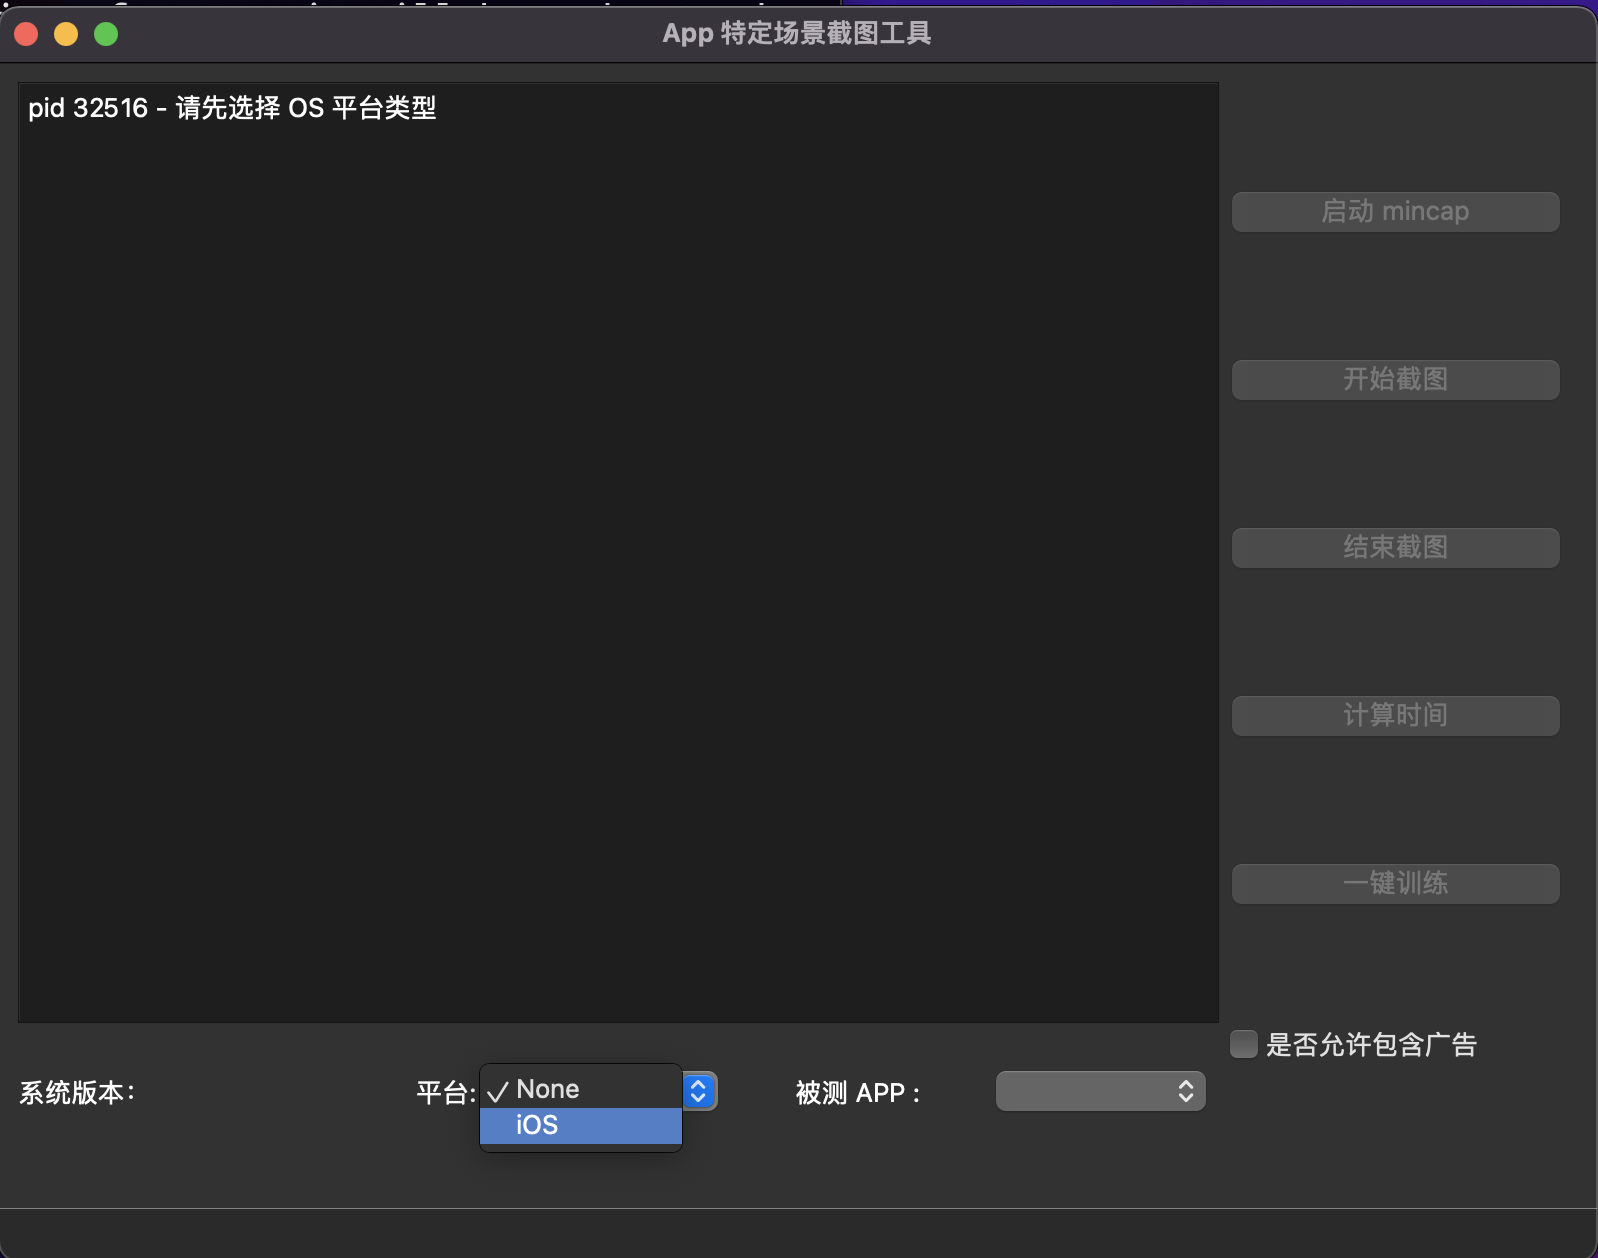 App 特定场景截图工具
pid 32516 - 请先选择 OS 平台类型
启动 mincap
开始截图
结束截图
计算时间
一键训练
是否允许包含广告
系统版本：
平台:
None
iOS
被测 APP :